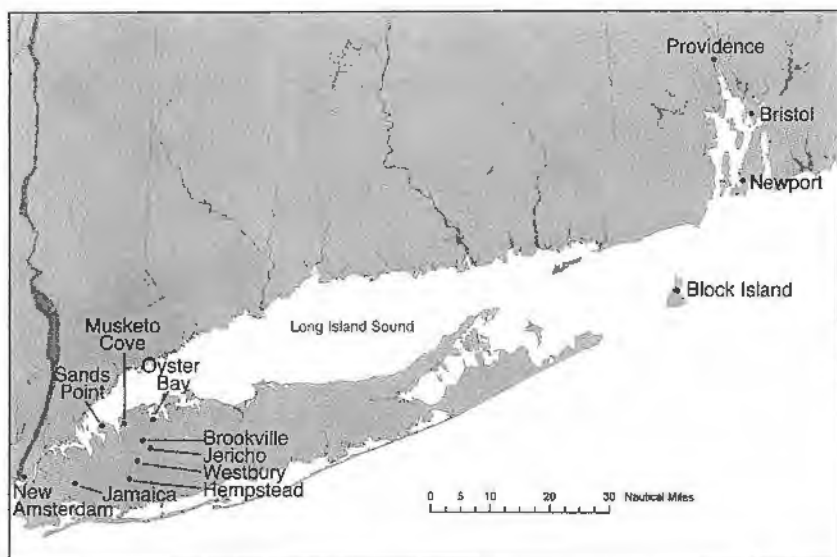 Providence
Bristol
Newport
Block Island
Long Island Sound
Musketo
Cove
Oyster
Bay
Sands
Point
Brookville
Jericho
Westbury
Hempstead
Jamaica
New
Amsterdam
0 5 10 20 30 Nautical Miles